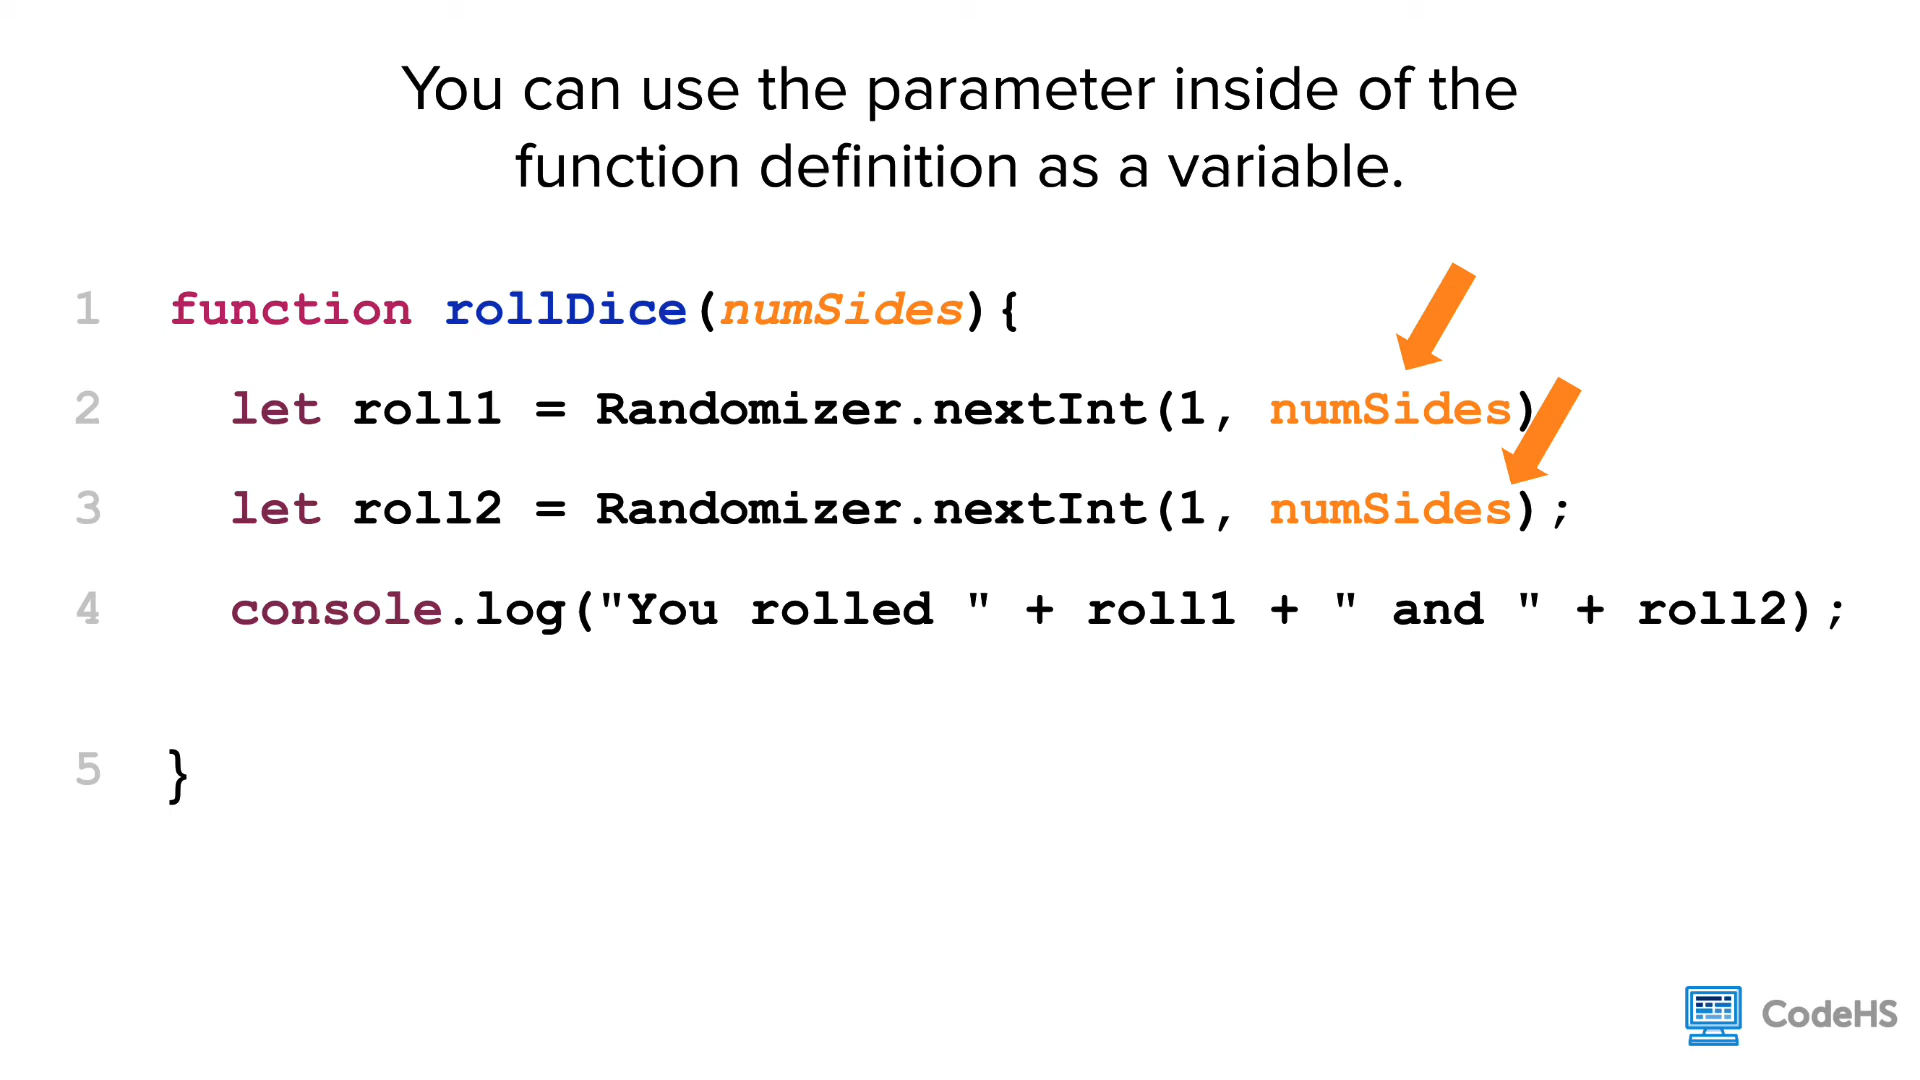 You can use the parameter inside of the
function definition as a variable.
1 function rollDice(numSides){
2 let roll1 = Randomizer.nextInt(1, numSides)
3 let roll2 = Randomizer.nextInt(1, numSides);
4 console.log("You rolled " + roll1 + " and " + roll2);
5 }
CodeHS